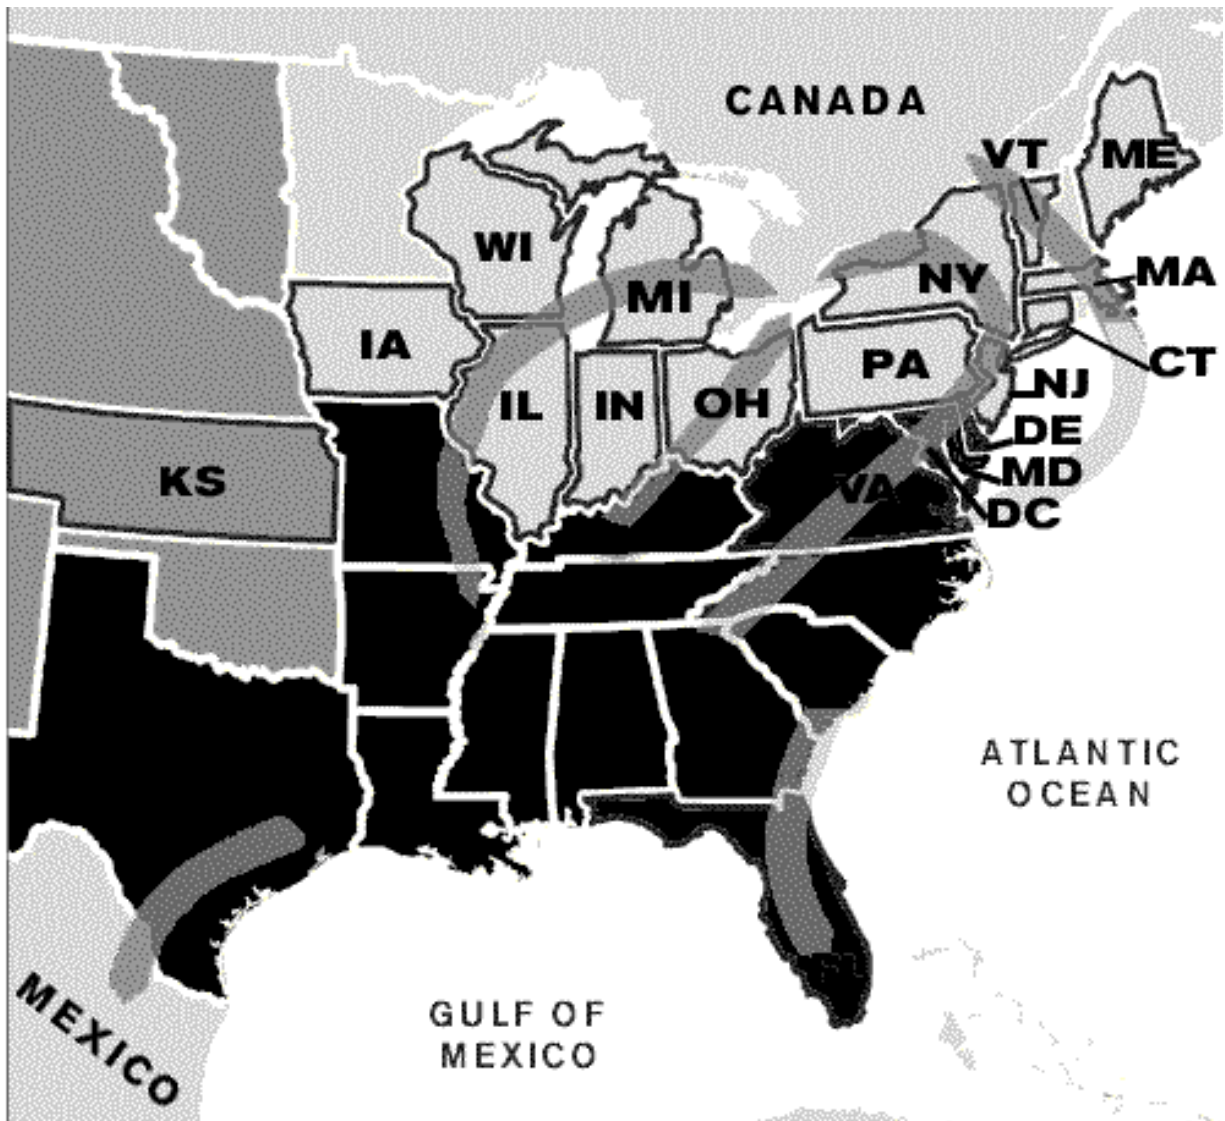 CANADA
VT
ME
WI
NY
MA
MI
IA
PA
CT
IL
IN
OH
NJ
DE
KS
MD
VA
DC
ATLANTIC
OCEAN
GULF OF
MEXICO
MEXICO